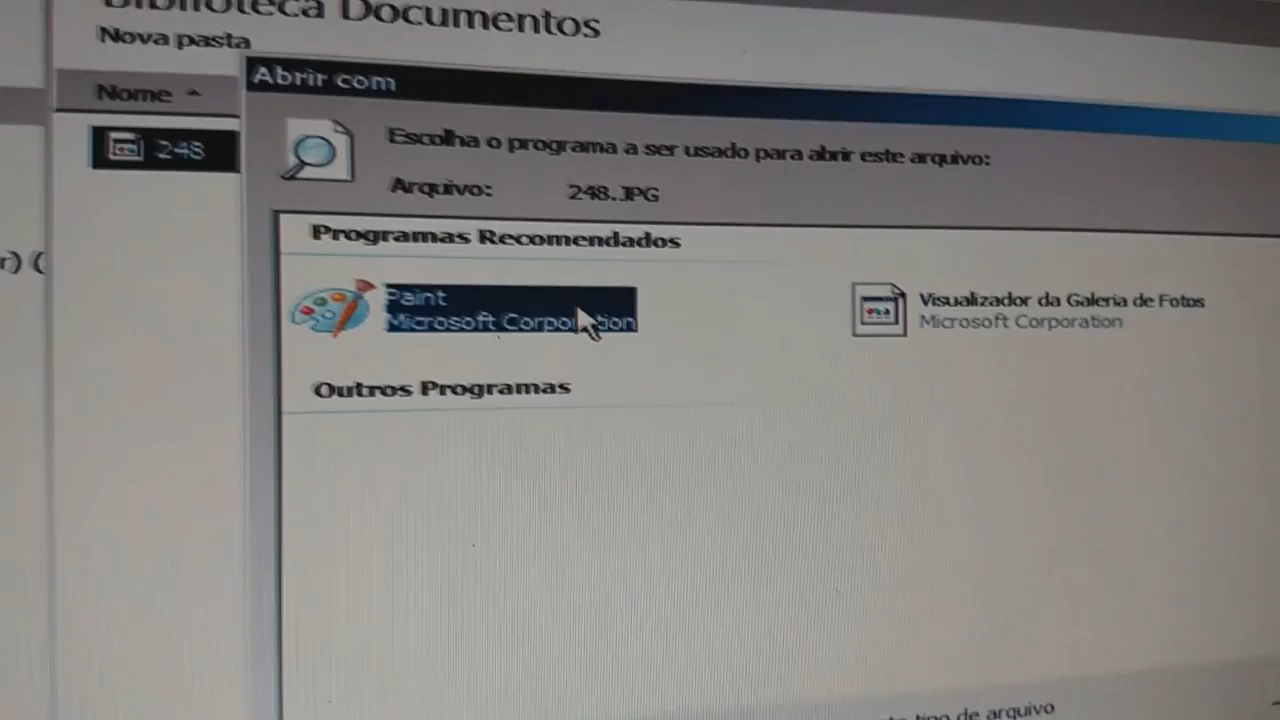 Biblioteca Documentos
Nova pasta
Nome
248
Abrir com
Escolha o programa a ser usado para abrir este arquivo:
Arquivo: 248.JPG
Programas Recomendados
Paint
Microsoft Corporation
Visualizador da Galeria de Fotos
Microsoft Corporation
Outros Programas
tipo de arquivo